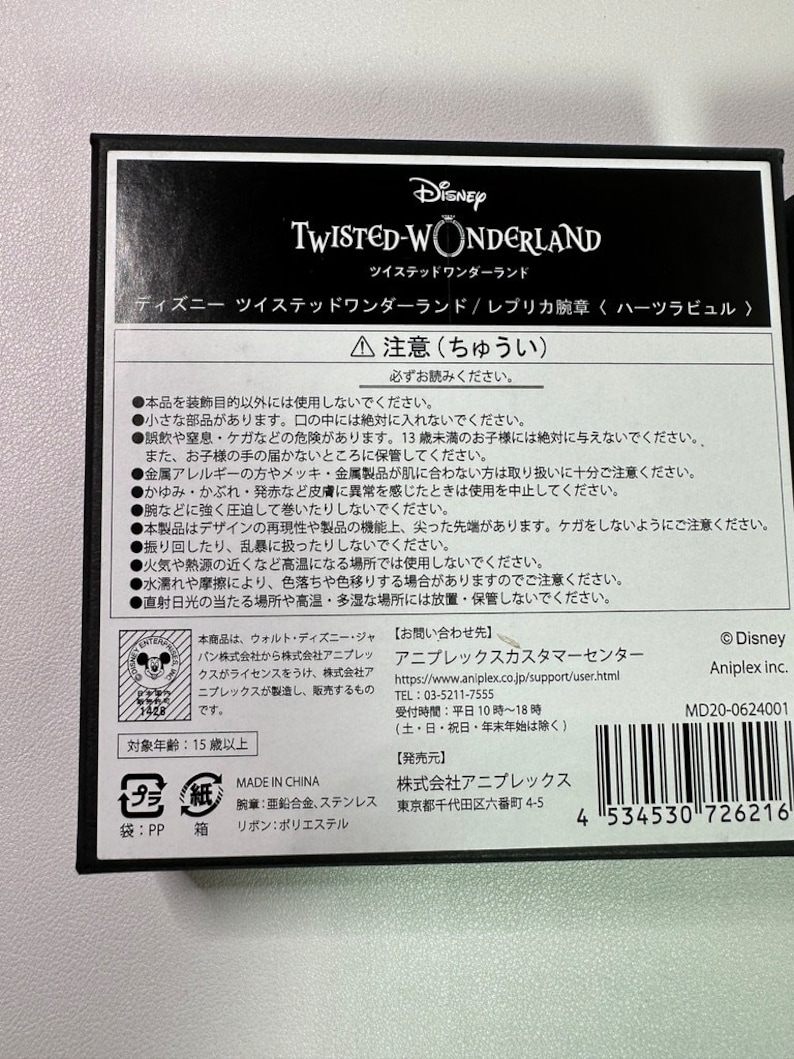 Disney
TWISTED-WONDERLAND
ツイステッドワンダーランド
ディズニー ツイステッドワンダーランド / レプリカ腕章〈 ハーツラビュル 〉
⚠ 注意(ちゅうい)
必ずお読みください。
●本品を装飾目的以外には使用しないでください。
●小さな部品があります。口の中には絶対に入れないでください。
●誤飲や窒息・ケガなどの危険があります。13歳未満のお子様には絶対に与えないでください。
また、お子様の手の届かないところに保管してください。
●金属アレルギーの方やメッキ・金属製品が肌に合わない方は取り扱いに十分ご注意ください。
●かゆみ・かぶれ・発赤など皮膚に異常を感じたときは使用を中止してください。
●腕などに強く圧迫して巻いたりしないでください。
●本製品はデザインの再現性や製品の機能上、尖った先端があります。ケガをしないようにご注意ください。
●振り回したり、乱暴に扱ったりしないでください。
●火気や熱源の近くなど高温になる場所では使用しないでください。
●水濡れや摩擦により、色落ちや色移りする場合がありますのでご注意ください。
●直射日光の当たる場所や高温・多湿な場所には放置・保管しないでください。
©DISNEY ENTERPRISES, INC.
日本国内
1428
本商品は、ウォルト・ディズニー・ジャ
パン株式会社から株式会社アニプレッ
クスがライセンスをうけ、株式会社ア
ニプレックスが製造し、販売するもの
です。
対象年齢：15歳以上
プラ
袋：PP
紙
箱
MADE IN CHINA
腕章：亜鉛合金、ステンレス
リボン：ポリエステル
【お問い合わせ先】
アニプレックスカスタマーセンター
https://www.aniplex.co.jp/support/user.html
TEL：03-5211-7555
受付時間：平日10時～18時
(土・日・祝日・年末年始は除く)
【発売元】
株式会社アニプレックス
東京都千代田区六番町 4-5
©Disney
Aniplex inc.
MD20-0624001
4 534530 726216